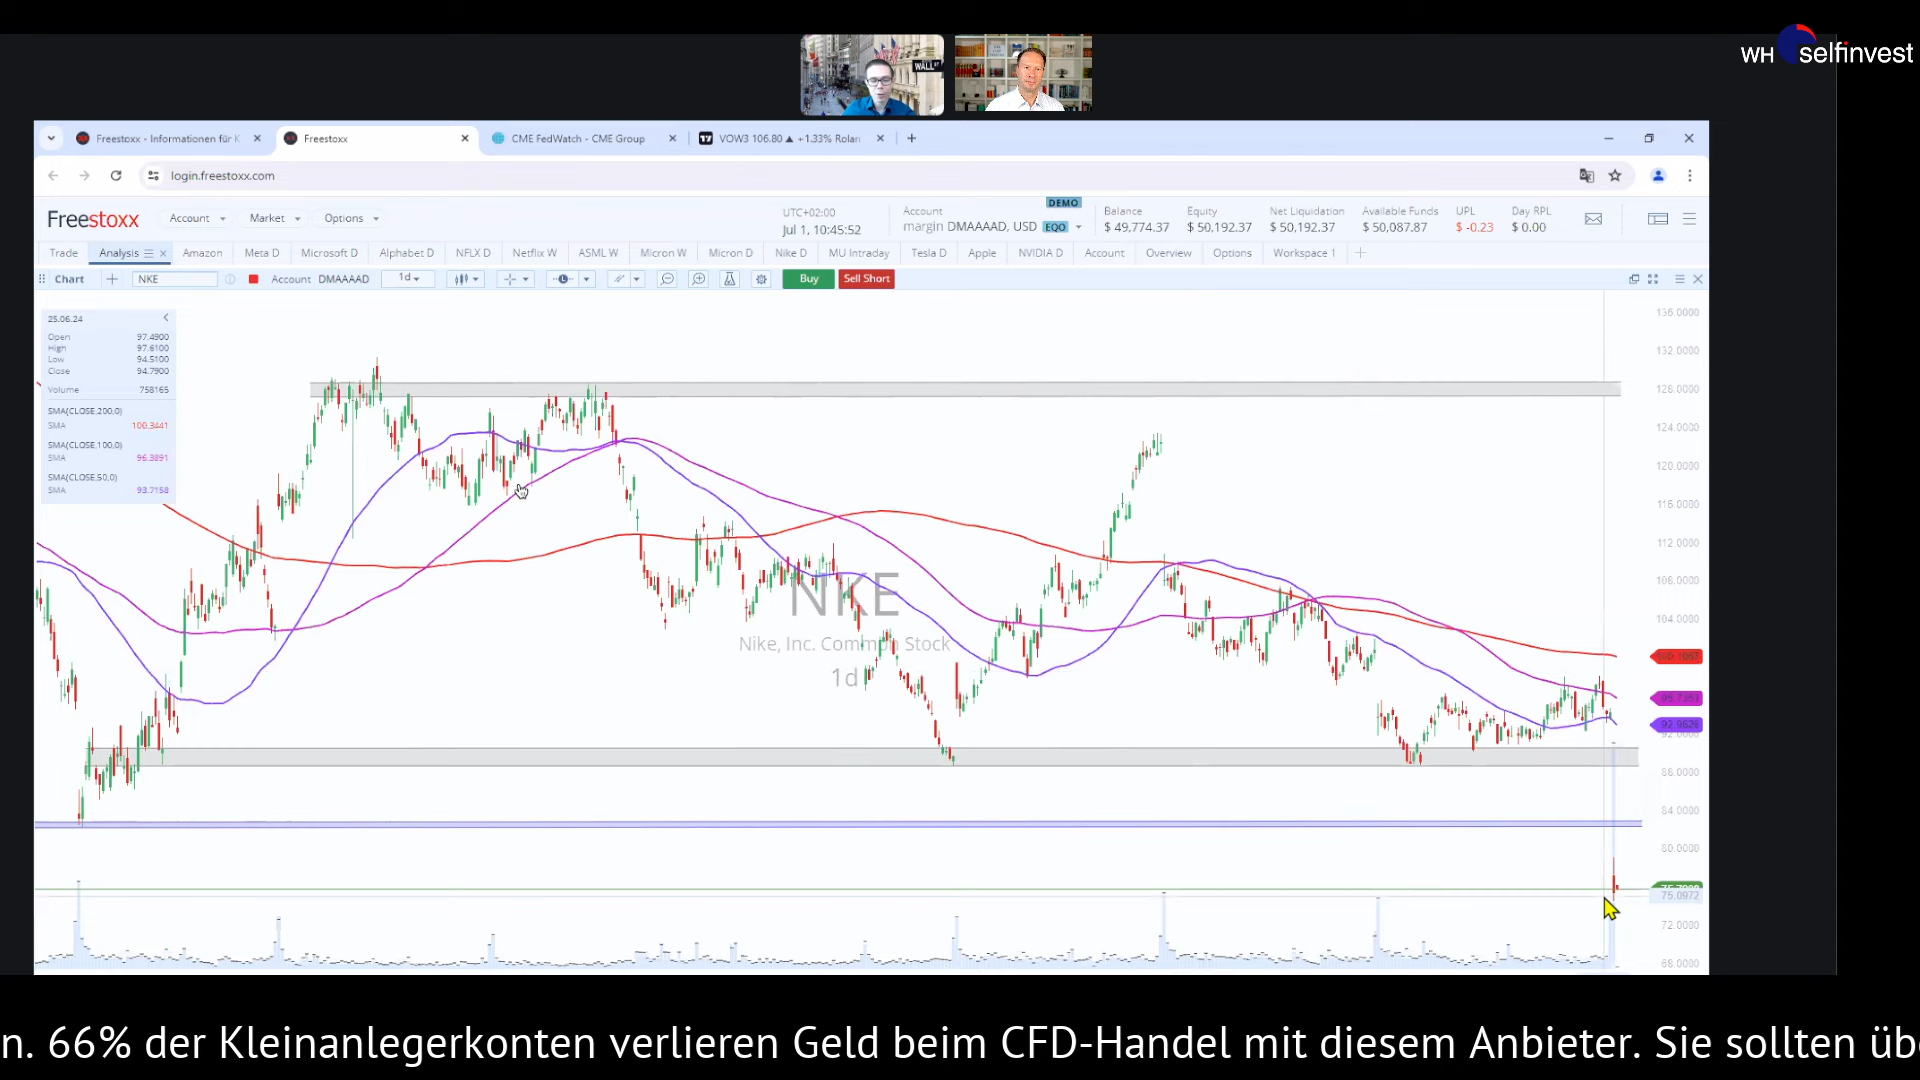 WH selfinvest
WALL
Freestoxx - Informationen für K
Freestoxx
CME FedWatch - CME Group
VOW3 106.80 ▲ +1.33% Rolan
login.freestoxx.com
Freestoxx
Account
Market
Options
UTC+02:00
Jul 1, 10:45:52
Account
DEMO
margin DMAAAAD, USD
EQO
Balance
$ 49,774.37
Equity
$ 50,192.37
Net Liquidation
$ 50,192.37
Available Funds
$ 50,087.87
UPL
$ -0.23
Day RPL
$ 0.00
Trade
Analysis
Amazon
Meta D
Microsoft D
Alphabet D
NFLX D
Netflix W
ASML W
Micron W
Micron D
Nike D
MU Intraday
Tesla D
Apple
NVIDIA D
Account
Overview
Options
Workspace 1
Chart
NKE
Account DMAAAAD
1d
Buy
Sell Short
25.06.24
Open 97.4900
High 97.6100
Low 94.5100
Close 94.7900
Volume 758165
SMA(CLOSE,200,0)
SMA 100.3441
SMA(CLOSE,100,0)
SMA 96.3891
SMA(CLOSE,50,0)
SMA 93.7158
NKE
Nike, Inc. Common Stock
1d
136.0000
132.0000
128.0000
124.0000
120.0000
116.0000
112.0000
108.0000
104.0000
92.0000
88.0000
84.0000
80.0000
75.0972
72.0000
68.0000
n. 66% der Kleinanlegerkonten verlieren Geld beim CFD-Handel mit diesem Anbieter. Sie sollten üb